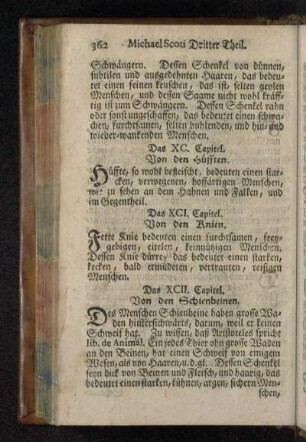 362 Michael Scoti Dritter Theil.
Schwängern. Dessen Schenkel von dünnen,
subtilen und ausgedehnten Haaren, das bedeu-
tet einen feinen keuschen, das ist, selten geylen
Menschen, und dessen Saame nicht wohl kräff-
tig ist zum Schwängern. Dessen Schenkel rahn
oder sonst ungeschaffen, das bedeutet einen schwa-
chen, furchtsamen, selten buhlenden, und hin- und
wieder-wanckenden Menschen.
Das XC. Capitel.
Von den Hüfften.
Hüffte, so wohl besteischt, bedeuten einen star-
cken, verwegenen, hoffärtigen Menschen,
wie zu sehen an dem Hahnen und Falken, und
im Gegentheil.
Das XCI. Capitel.
Von den Knien.
Fette Knie bedeuten einen furchtsamen, frey-
gebigen, eitelen, keinnützigen Menschen.
Dessen Knie dürre, das bedeutet einen starken,
kecken, bald ermüdeten, vertrauten, reisigen
Menschen.
Das XCII. Capitel.
Von den Schienbeinen.
Des Menschen Schienbeine haben grosse Wa-
den hinterschwärts, darum, weil er keinen
Schweif hat. Zu wissen, daß Aristoteles spricht
lib. de Animal. Ein jedes Thier ohn grosse Waden
an den Beinen, hat einen Schweif von einigem
Wesen, als von Haaren, u. d. gl. Dessen Schenkel
seyn dick von Beinen und Fleisch, und haarig, das
bedeutet einen starken, kühnen, argen, sichern Men-
schen,